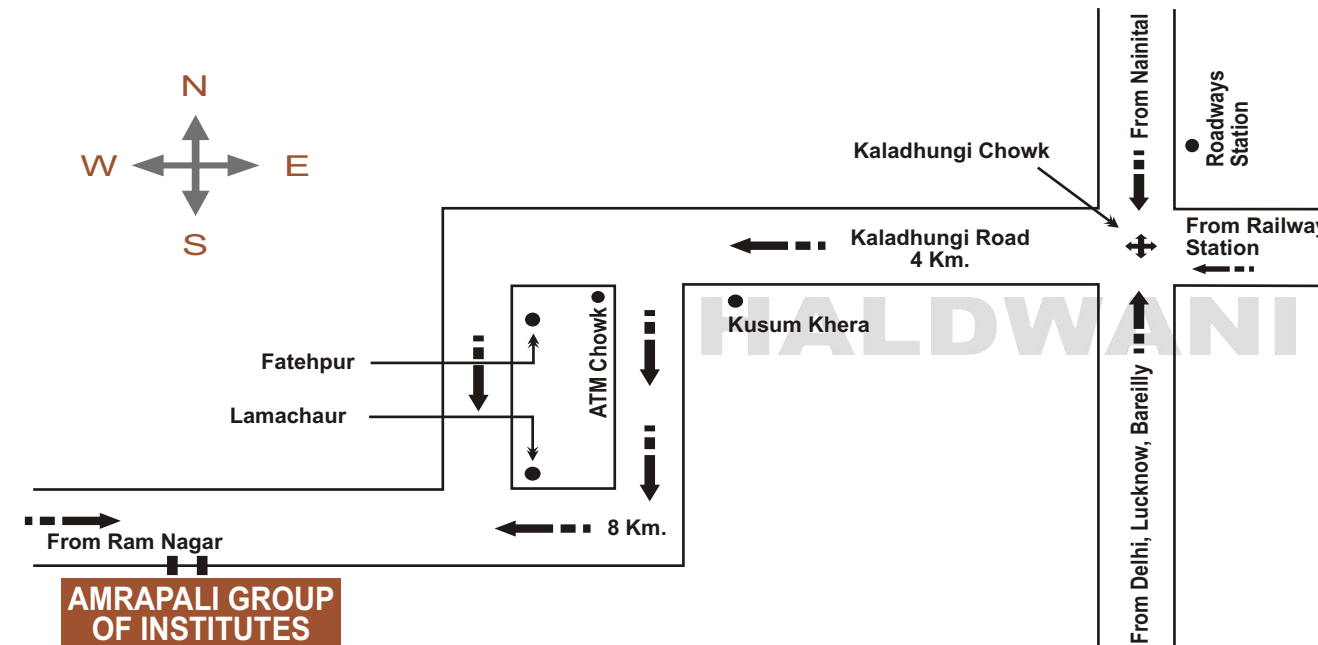 N
W
E
S
From Nainital
Roadways
Station
Kaladhungi Chowk
From Railway
Station
Kaladhungi Road
4 Km.
HALDWANI
Kusum Khera
ATM Chowk
Fatehpur
Lamachaur
From Delhi, Lucknow, Bareilly
8 Km.
From Ram Nagar
AMRAPALI GROUP
OF INSTITUTES